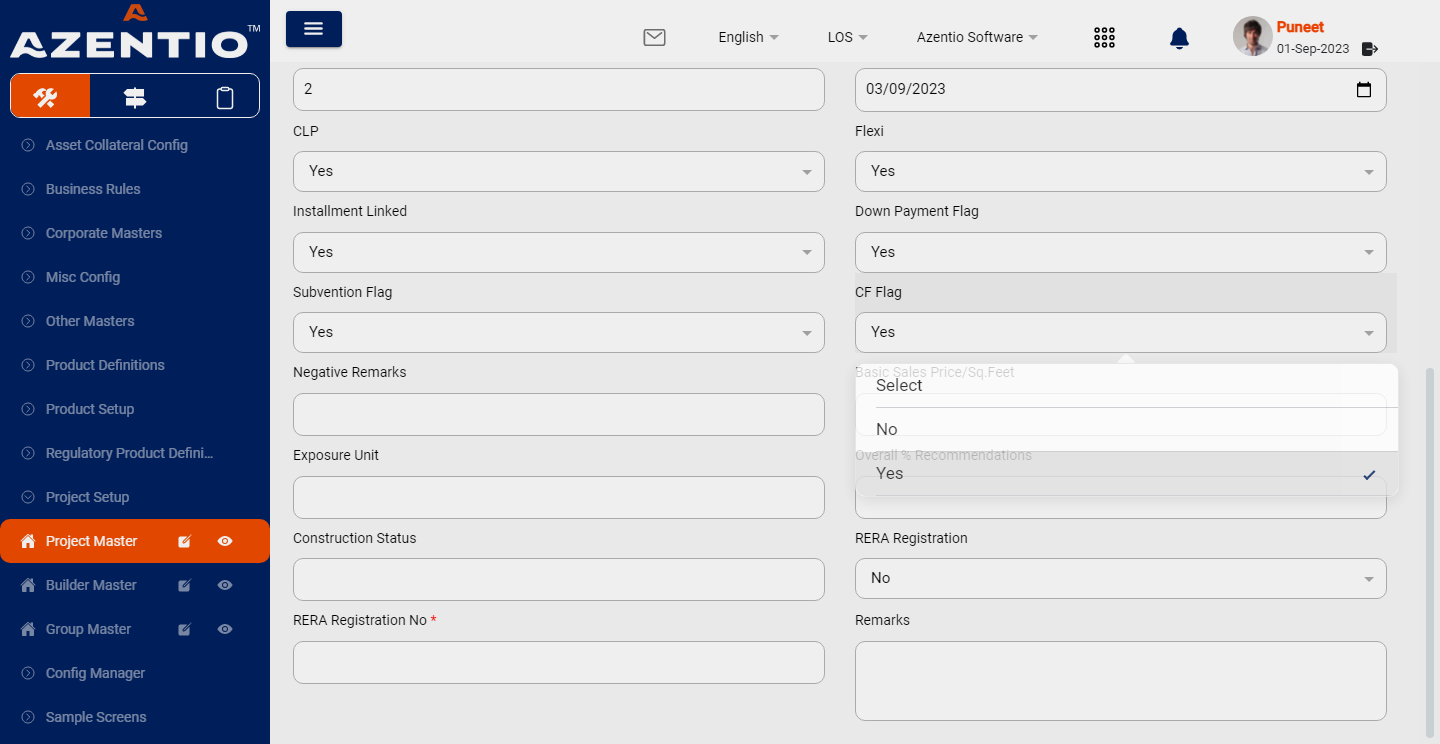 AZENTIO™
English
LOS
Azentio Software
Puneet
01-Sep-2023
Asset Collateral Config
Business Rules
Corporate Masters
Misc Config
Other Masters
Product Definitions
Product Setup
Regulatory Product Defini...
Project Setup
Project Master
Builder Master
Group Master
Config Manager
Sample Screens
2
03/09/2023
CLP
Flexi
Yes
Yes
Installment Linked
Down Payment Flag
Yes
Yes
Subvention Flag
CF Flag
Yes
Yes
Negative Remarks
Basic Sales Price/Sq.Feet
Select
No
Exposure Unit
Overall % Recommendations
Yes
Construction Status
RERA Registration
No
RERA Registration No *
Remarks